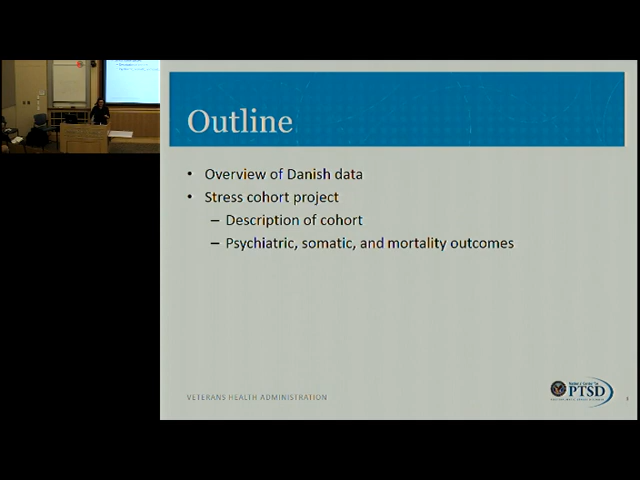 Outline
• Overview of Danish data
• Stress cohort project
– Description of cohort
– Psychiatric, somatic, and mortality outcomes
VETERANS HEALTH ADMINISTRATION
PTSD